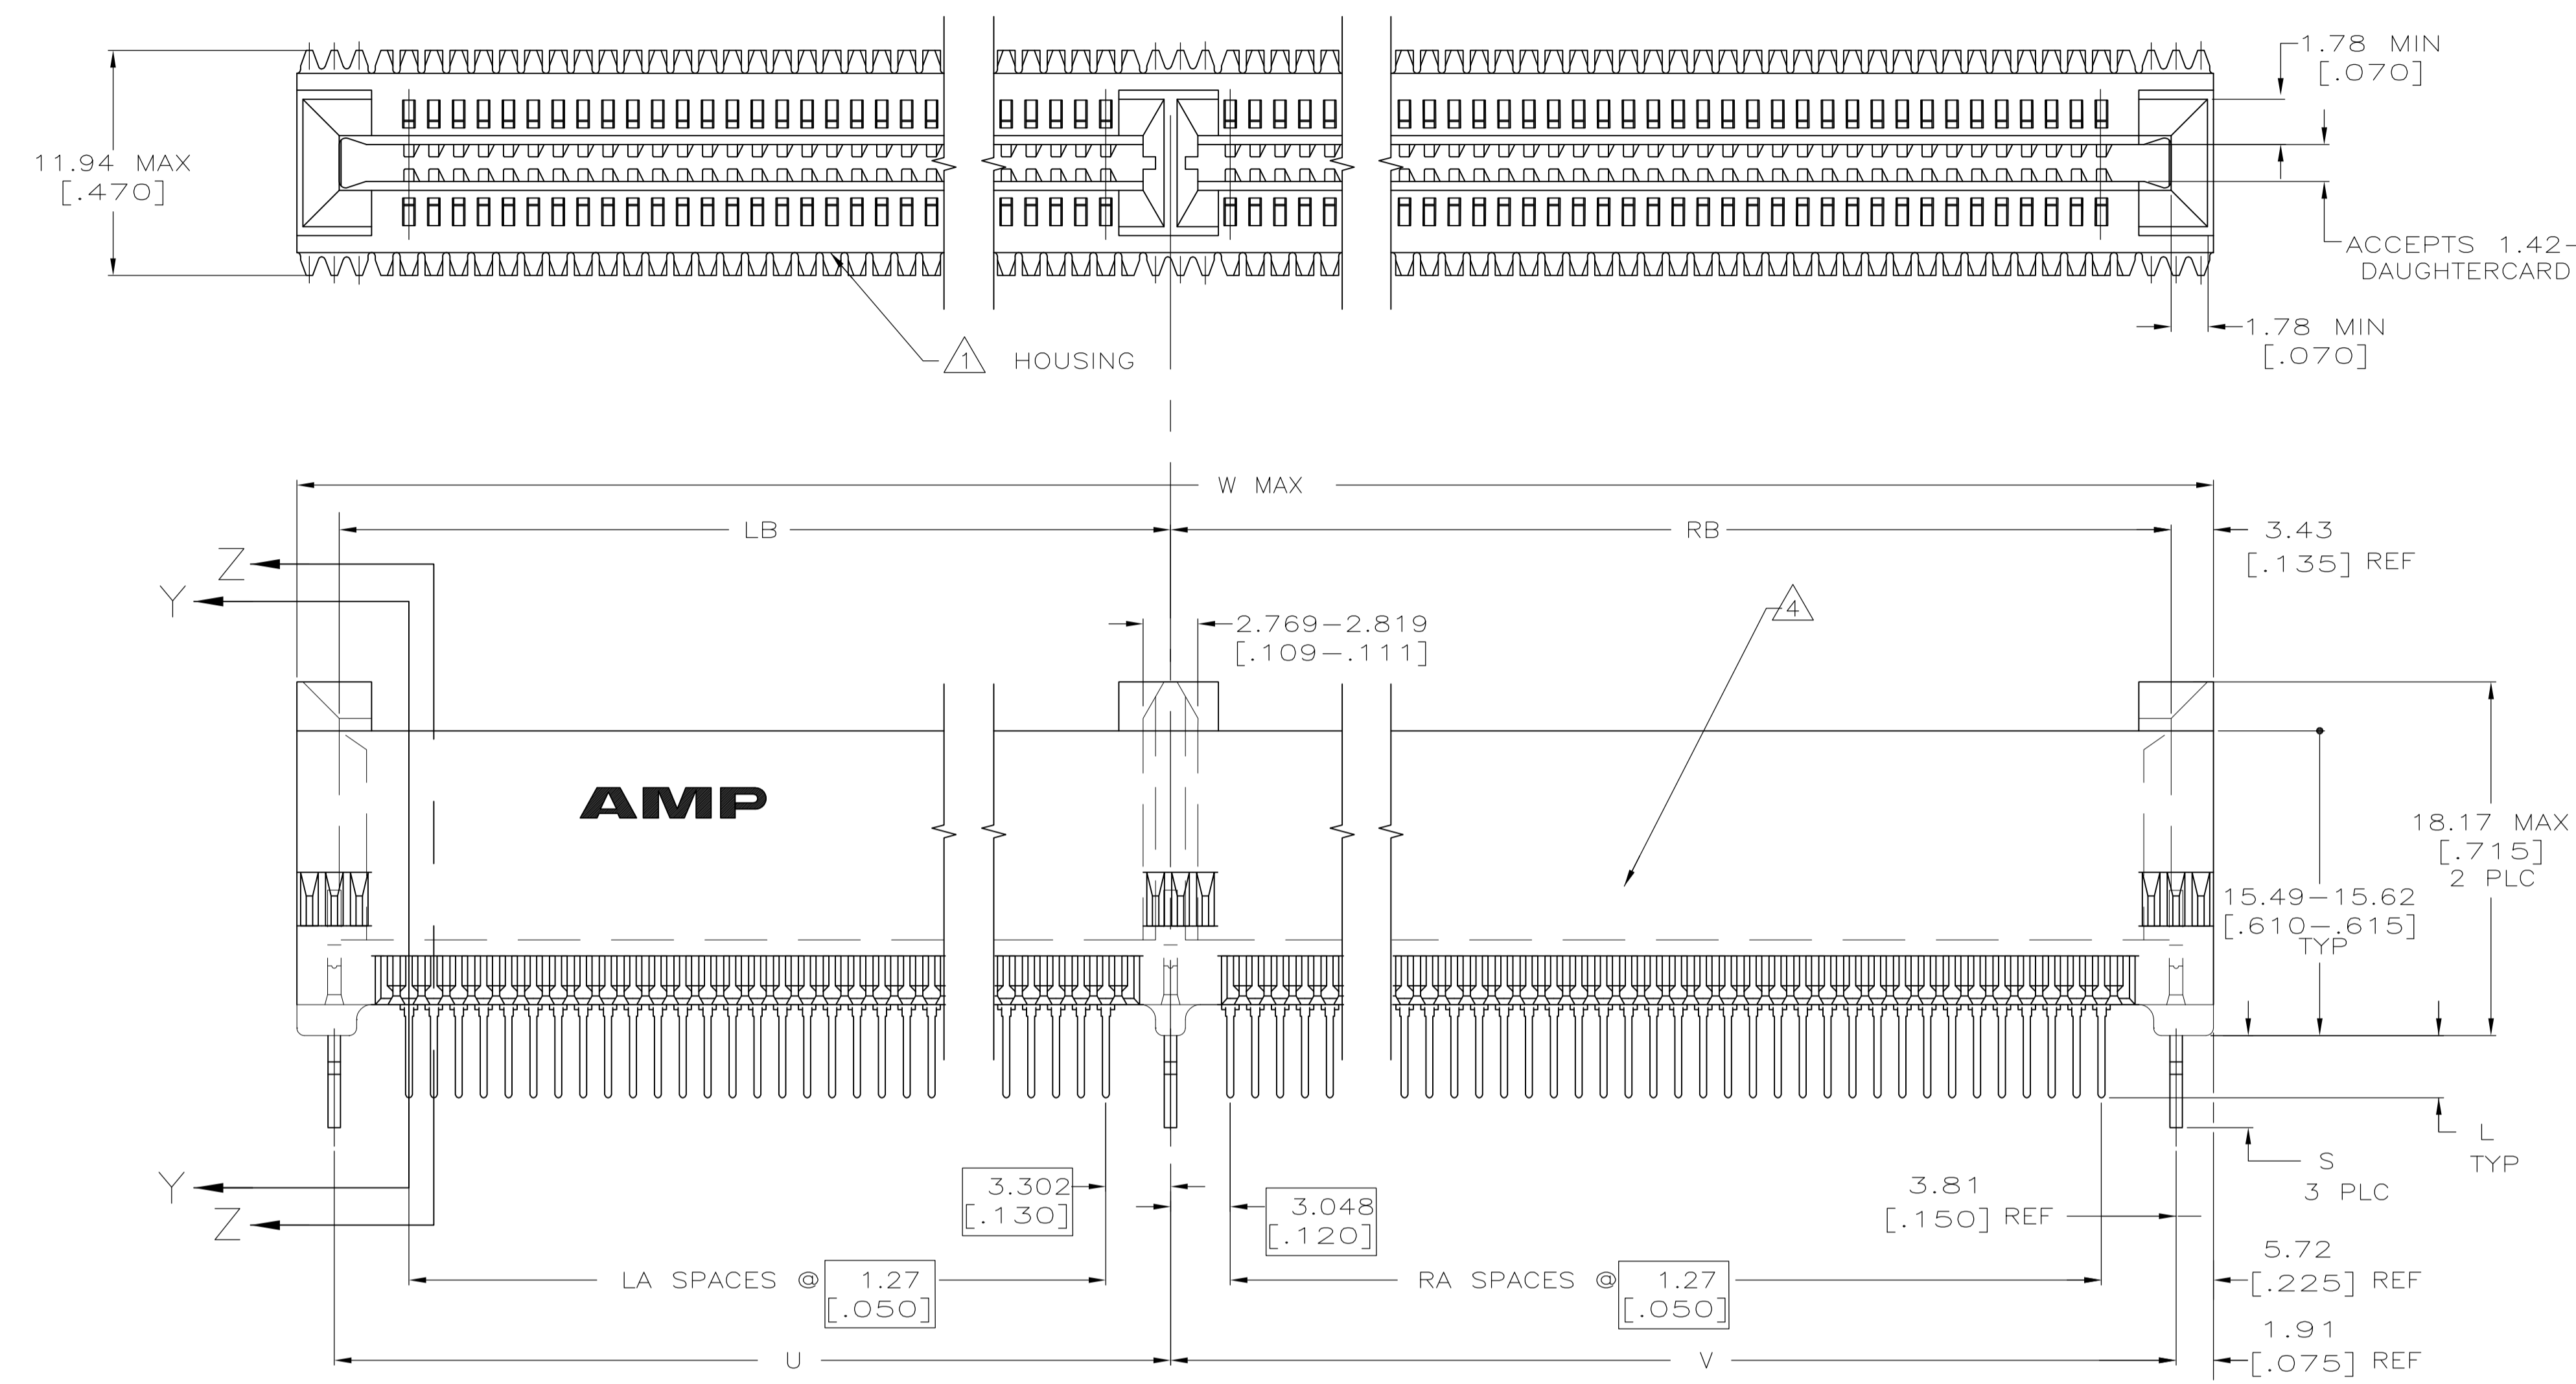 1.78 MIN
[.070]
11.94 MAX
[.470]
ACCEPTS 1.42-
DAUGHTERCARD
1.78 MIN
[.070]
1 HOUSING
W MAX
LB
RB
3.43
[.135] REF
Z
Y
2.769-2.819
[.109-.111]
4
AMP
18.17 MAX
[.715]
2 PLC
15.49-15.62
[.610-.615]
TYP
L
TYP
S
3 PLC
Y
Z
3.302
[.130]
3.048
[.120]
3.81
[.150] REF
5.72
[.225] REF
LA SPACES @ 1.27
[.050]
RA SPACES @ 1.27
[.050]
1.91
[.075] REF
U
V